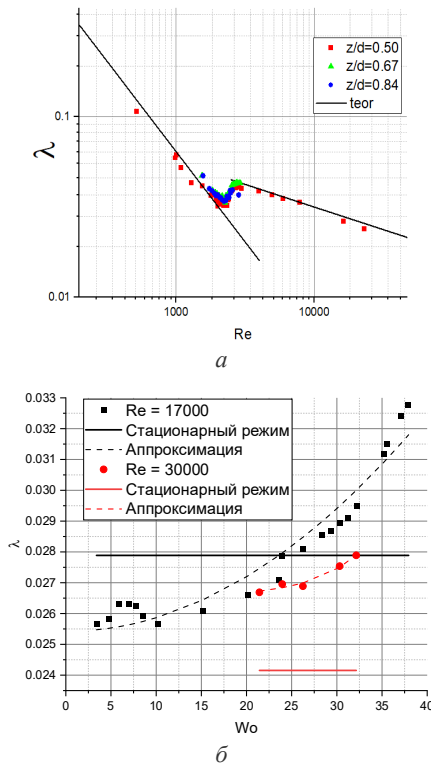 z/d=0.50
z/d=0.67
z/d=0.84
teor
λ
0.1
0.01
1000
10000
Re
а
0.033
0.032
0.031
0.030
0.029
0.028
0.027
0.026
0.025
0.024
λ
Re = 17000
Стационарный режим
Аппроксимация
Re = 30000
Стационарный режим
Аппроксимация
0 5 10 15 20 25 30 35 40
Wo
б